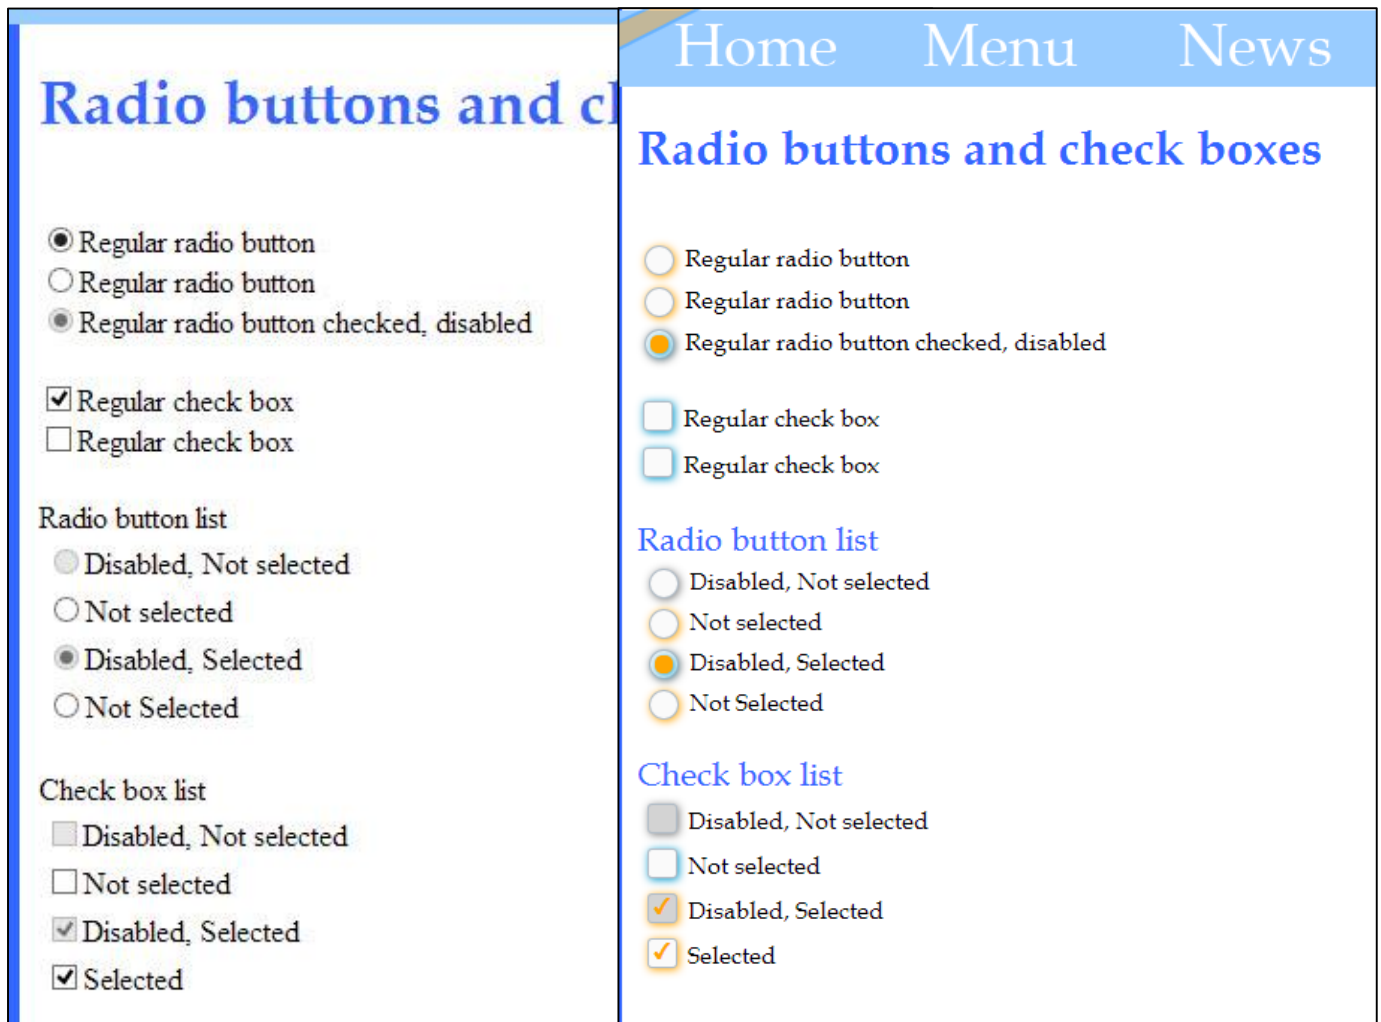 Radio buttons and cl
Regular radio button
Regular radio button
Regular radio button checked, disabled
Regular check box
Regular check box
Radio button list
Disabled, Not selected
Not selected
Disabled, Selected
Not Selected
Check box list
Disabled, Not selected
Not selected
Disabled, Selected
Selected
Home Menu News
Radio buttons and check boxes
Regular radio button
Regular radio button
Regular radio button checked, disabled
Regular check box
Regular check box
Radio button list
Disabled, Not selected
Not selected
Disabled, Selected
Not Selected
Check box list
Disabled, Not selected
Not selected
Disabled, Selected
Selected